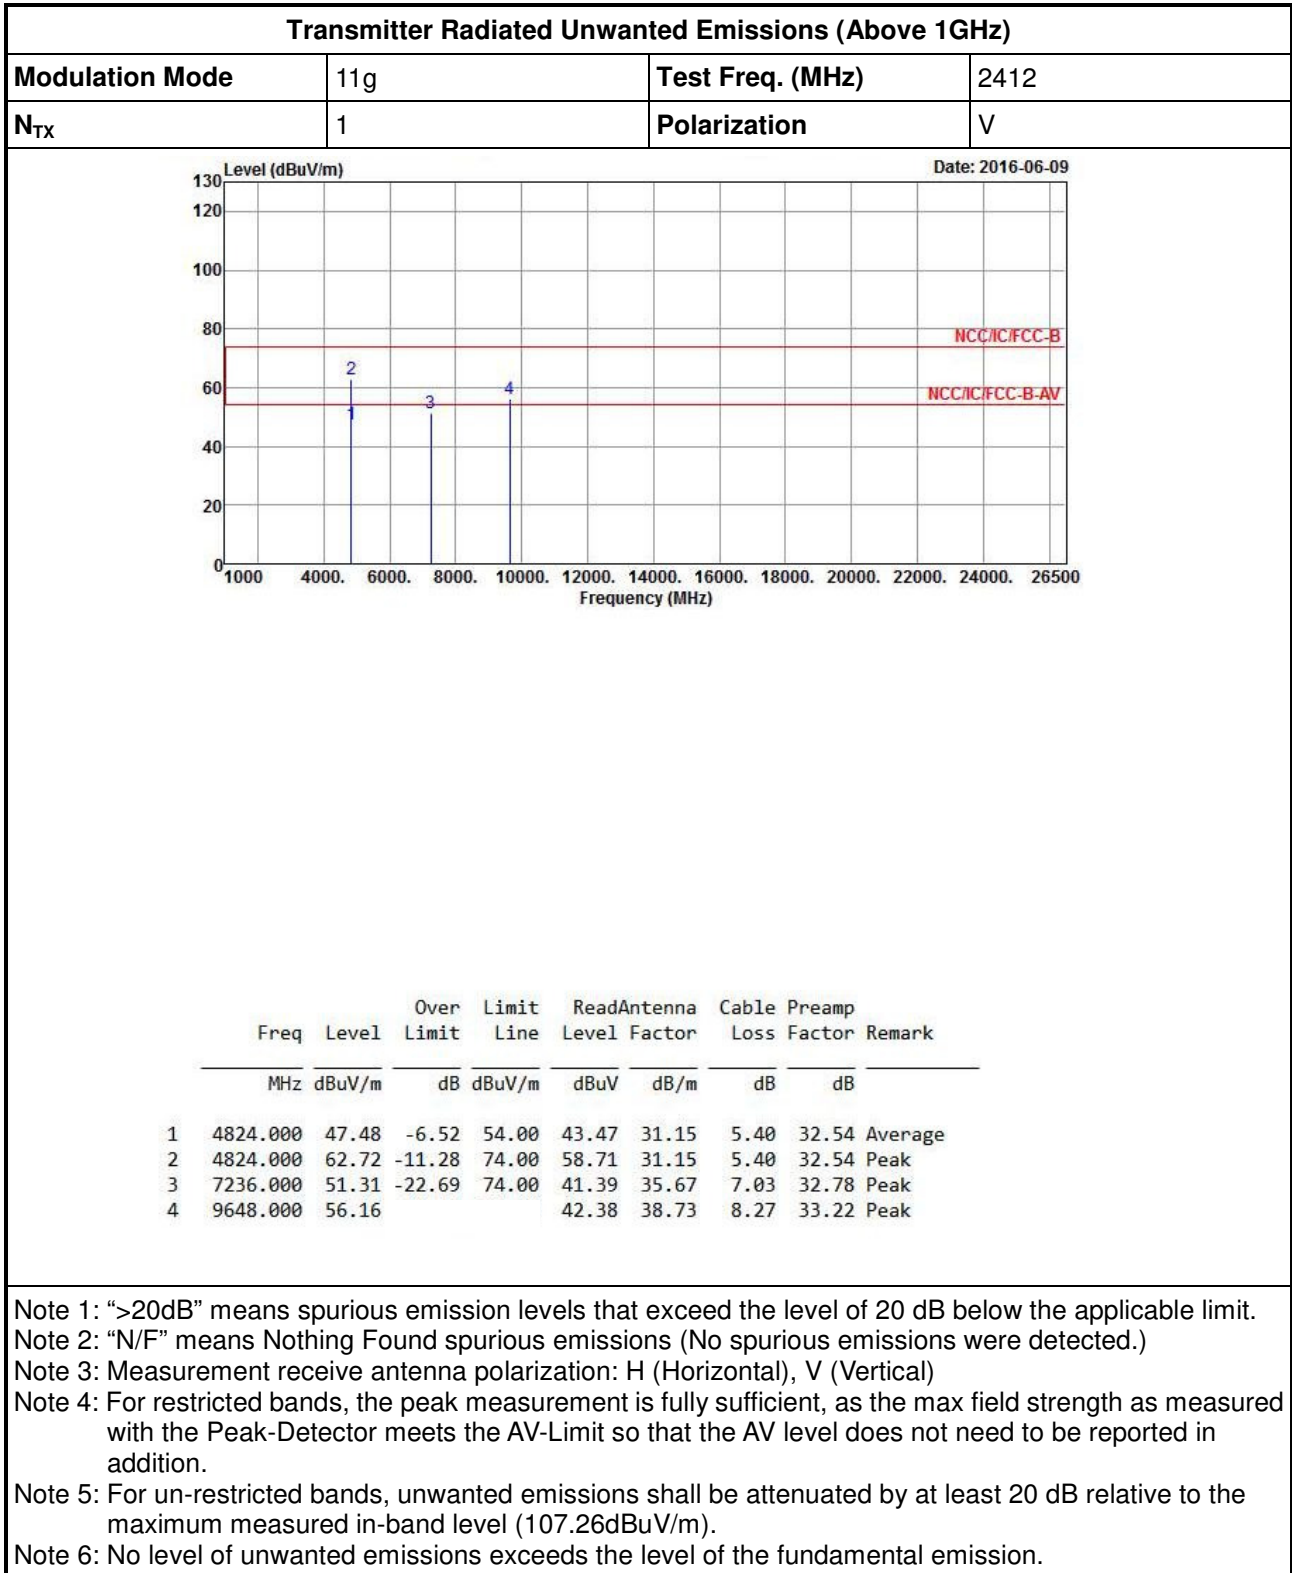 Transmitter Radiated Unwanted Emissions (Above 1GHz)
Modulation Mode 11g Test Freq. (MHz) 2412
NTX 1 Polarization V
Level (dBuV/m) Date: 2016-06-09
130
120
100
80
60
40
20
0
NCC/IC/FCC-B
NCC/IC/FCC-B-AV
2
1
3
4
1000 4000. 6000. 8000. 10000. 12000. 14000. 16000. 18000. 20000. 22000. 24000. 26500
Frequency (MHz)
Over Limit ReadAntenna Cable Preamp
Freq Level Limit Line Level Factor Loss Factor Remark
MHz dBuV/m dB dBuV/m dBuV dB/m dB dB
1 4824.000 47.48 -6.52 54.00 43.47 31.15 5.40 32.54 Average
2 4824.000 62.72 -11.28 74.00 58.71 31.15 5.40 32.54 Peak
3 7236.000 51.31 -22.69 74.00 41.39 35.67 7.03 32.78 Peak
4 9648.000 56.16 42.38 38.73 8.27 33.22 Peak
Note 1: “>20dB” means spurious emission levels that exceed the level of 20 dB below the applicable limit.
Note 2: “N/F” means Nothing Found spurious emissions (No spurious emissions were detected.)
Note 3: Measurement receive antenna polarization: H (Horizontal), V (Vertical)
Note 4: For restricted bands, the peak measurement is fully sufficient, as the max field strength as measured
with the Peak-Detector meets the AV-Limit so that the AV level does not need to be reported in
addition.
Note 5: For un-restricted bands, unwanted emissions shall be attenuated by at least 20 dB relative to the
maximum measured in-band level (107.26dBuV/m).
Note 6: No level of unwanted emissions exceeds the level of the fundamental emission.